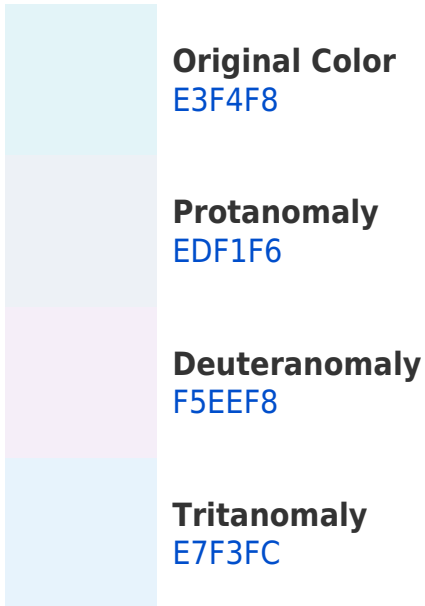 Original Color
E3F4F8
Protanomaly
EDF1F6
Deuteranomaly
F5EEF8
Tritanomaly
E7F3FC